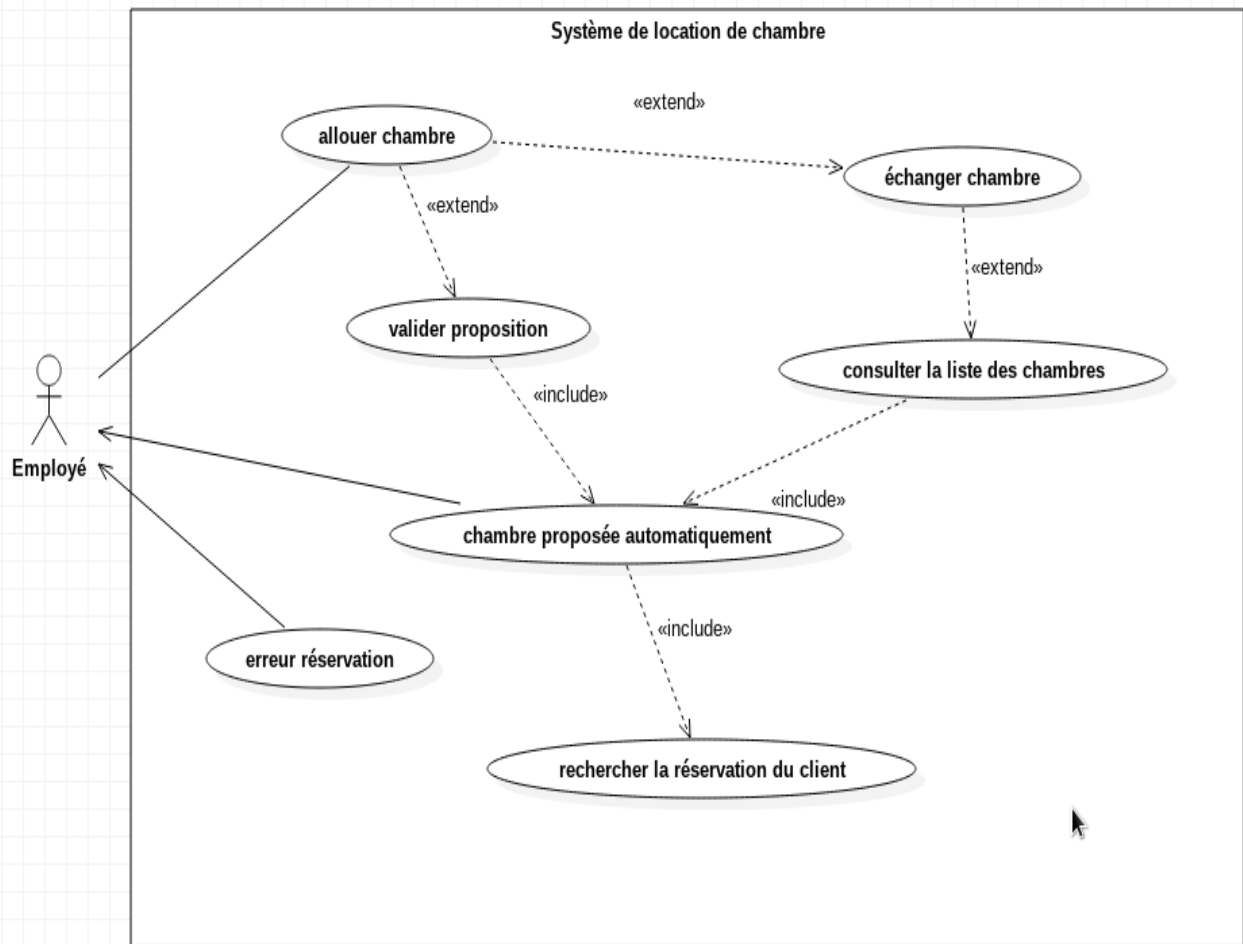 Système de location de chambre
«extend»
allouer chambre
échanger chambre
«extend»
«extend»
valider proposition
consulter la liste des chambres
«include»
Employé
«include»
chambre proposée automatiquement
«include»
erreur réservation
rechercher la réservation du client